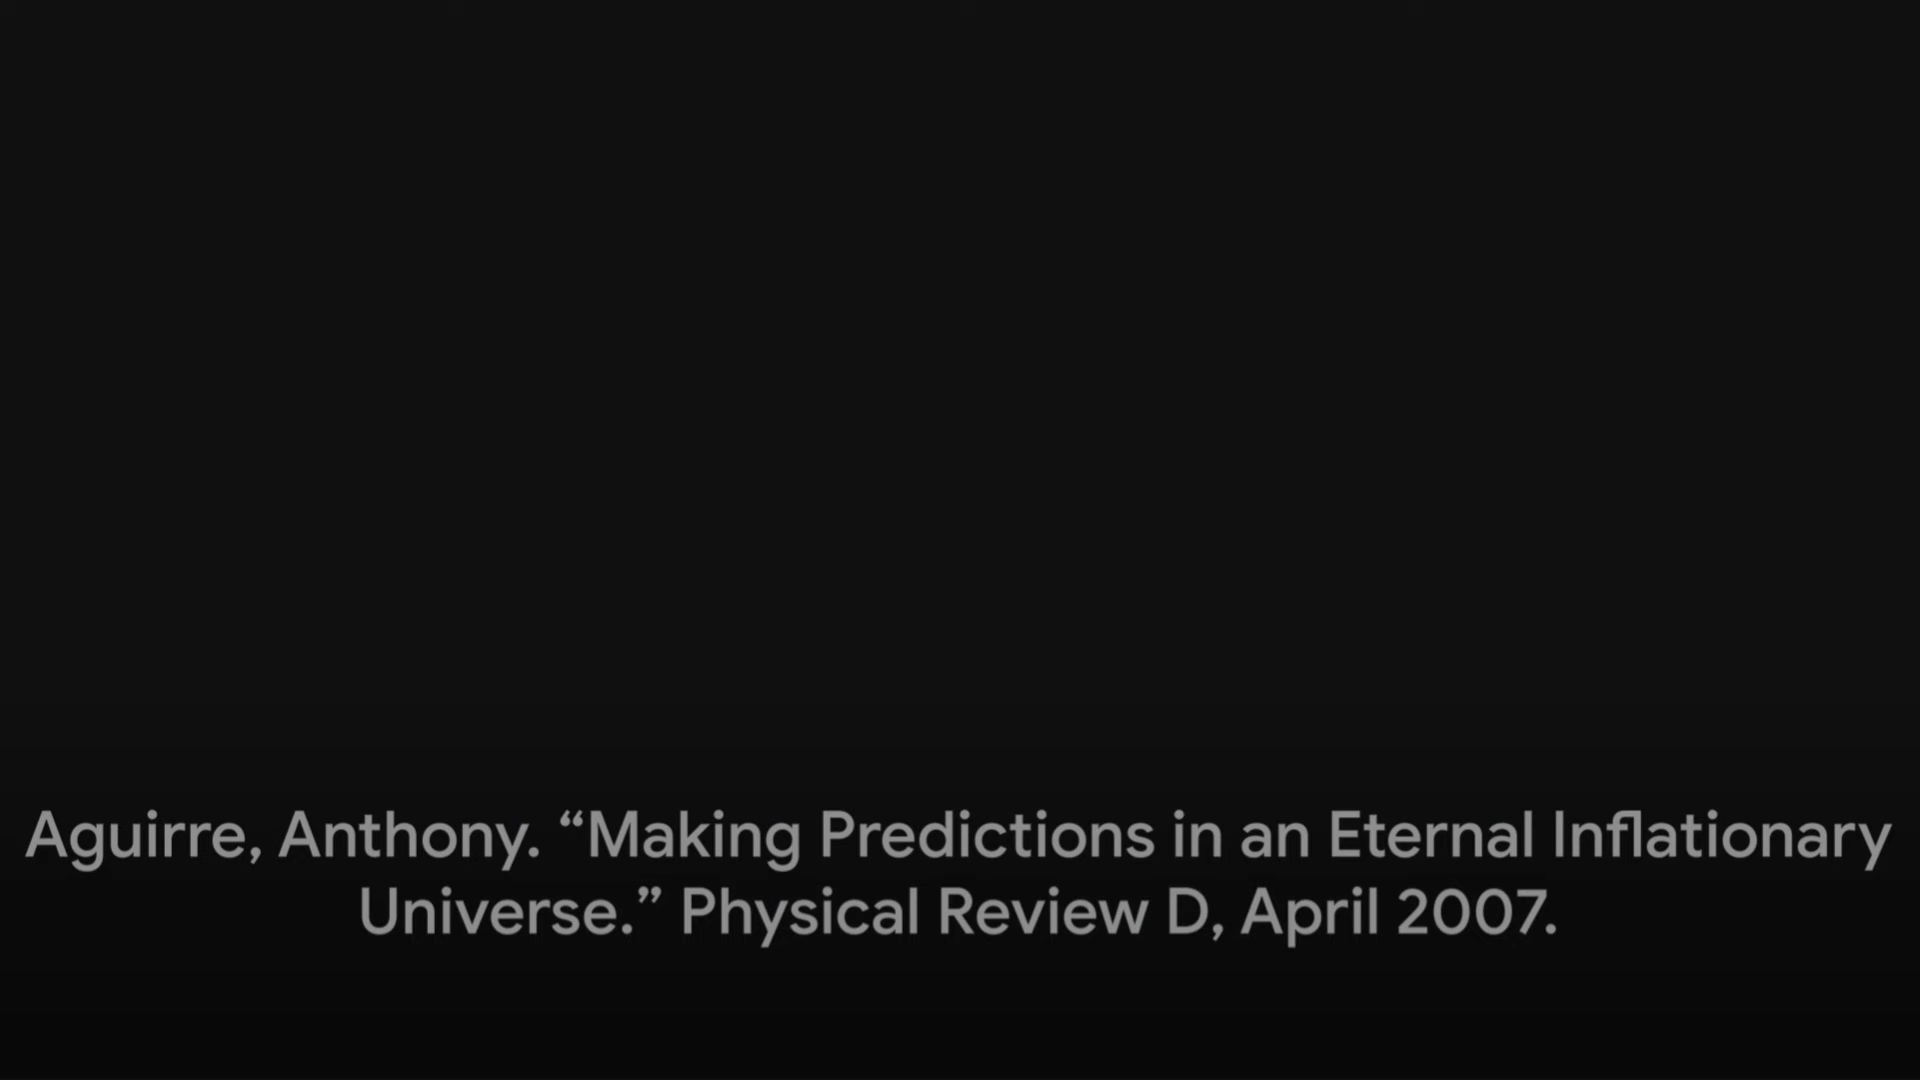 Aguirre, Anthony. “Making Predictions in an Eternal Inflationary
Universe.” Physical Review D, April 2007.